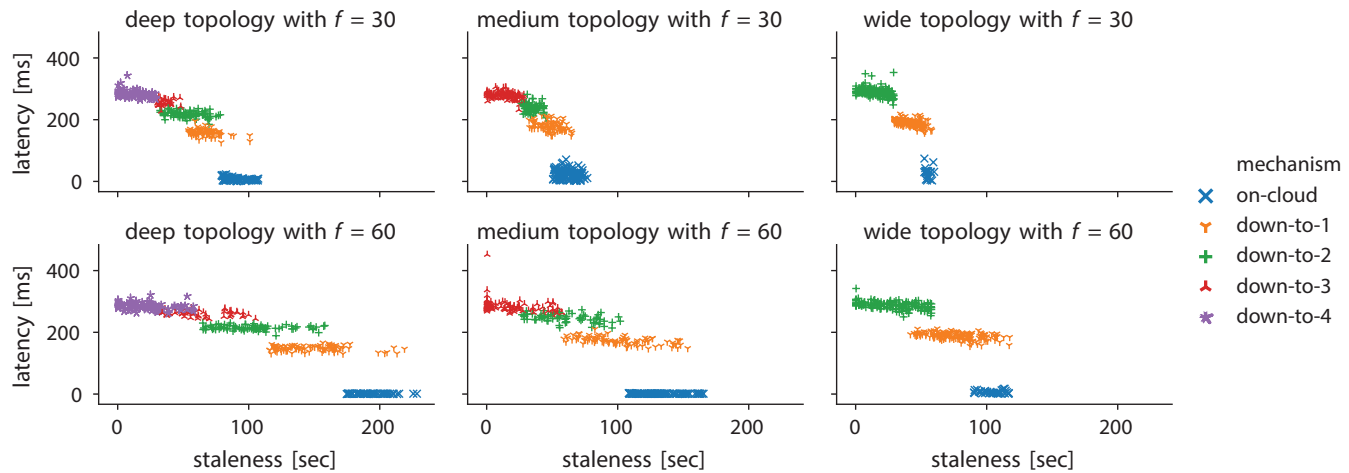 deep topology with f = 30
medium topology with f = 30
wide topology with f = 30
latency [ms]
400
200
0
mechanism
on-cloud
down-to-1
down-to-2
down-to-3
down-to-4
deep topology with f = 60
medium topology with f = 60
wide topology with f = 60
latency [ms]
400
200
0
0 100 200
0 100 200
0 100 200
staleness [sec]
staleness [sec]
staleness [sec]